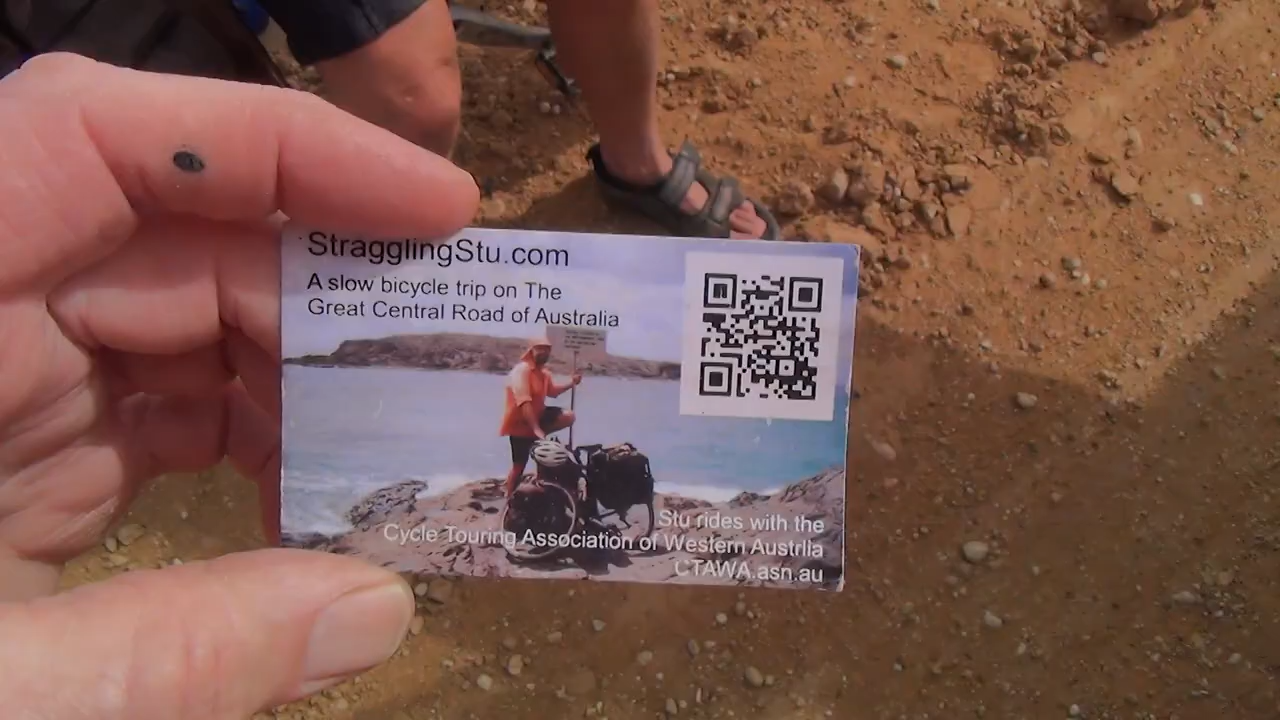 StragglingStu.com
A slow bicycle trip on The
Great Central Road of Australia
Stu rides with the
Cycle Touring Association of Western Austrlia
CTAWA.asn.au